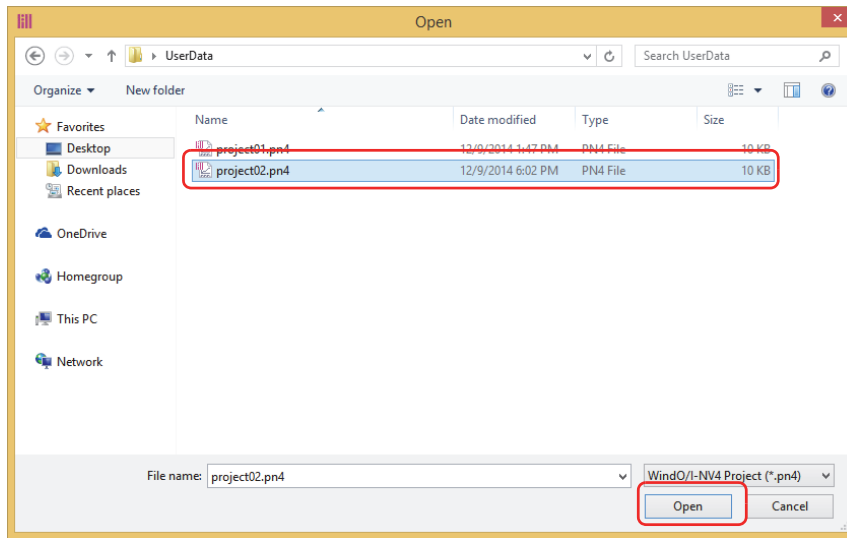 Open
UserData
Search UserData
Organize
New folder
Name Date modified Type Size
Favorites
project01.pn4 12/9/2014 1:47 PM PN4 File 10 KB
Desktop
project02.pn4 12/9/2014 6:02 PM PN4 File 10 KB
Downloads
Recent places
OneDrive
Homegroup
This PC
Network
File name: project02.pn4 WindO/I-NV4 Project (*.pn4)
Open Cancel